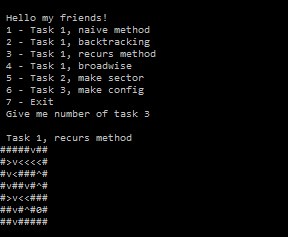 Hello my friends!
1 - Task 1, naive method
2 - Task 1, backtracking
3 - Task 1, recurs method
4 - Task 1, broadwise
5 - Task 2, make sector
6 - Task 3, make config
7 - Exit
Give me number of task 3
Task 1, recurs method
#####v##
#>v<<<<#
#v<###^#
#v##v#^#
#>v<<###
##v#^#0#
##v#####